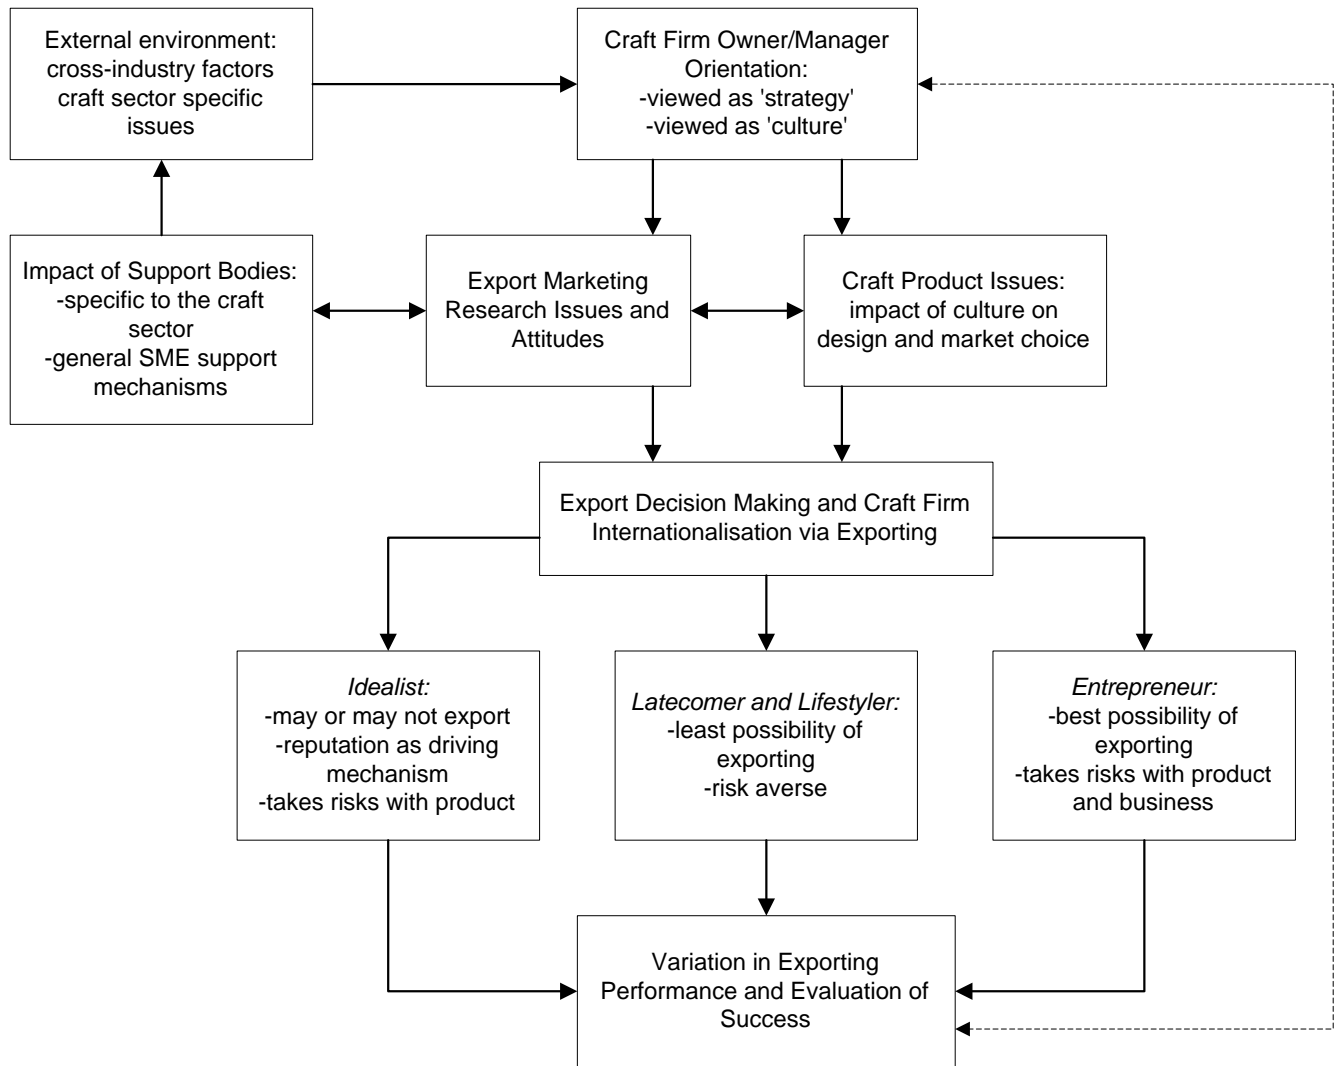 External environment:
cross-industry factors
craft sector specific
issues
Craft Firm Owner/Manager
Orientation:
-viewed as 'strategy'
-viewed as 'culture'
Impact of Support Bodies:
-specific to the craft
sector
-general SME support
mechanisms
Export Marketing
Research Issues and
Attitudes
Craft Product Issues:
impact of culture on
design and market choice
Export Decision Making and Craft Firm
Internationalisation via Exporting
Idealist:
-may or may not export
-reputation as driving
mechanism
-takes risks with product
Latecomer and Lifestyler:
-least possibility of
exporting
-risk averse
Entrepreneur:
-best possibility of
exporting
-takes risks with product
and business
Variation in Exporting
Performance and Evaluation of
Success